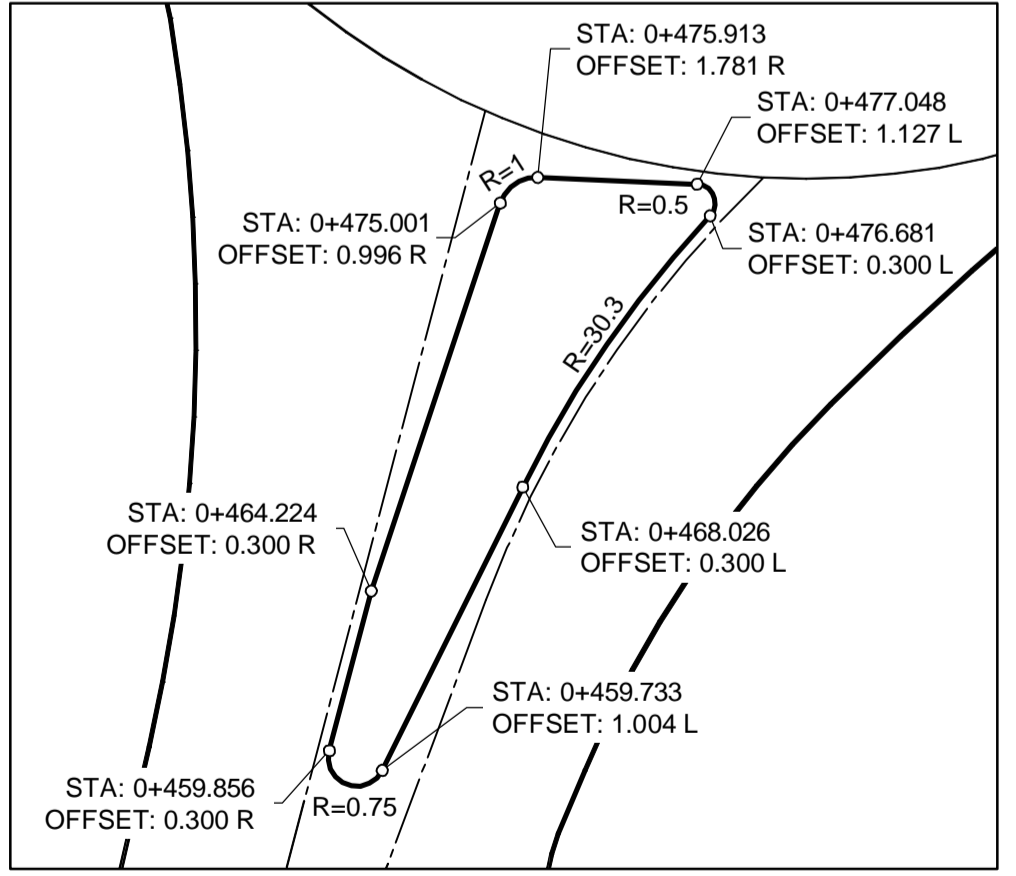 STA: 0+475.913
OFFSET: 1.781 R
STA: 0+477.048
OFFSET: 1.127 L
R=1
R=0.5
STA: 0+475.001
OFFSET: 0.996 R
STA: 0+476.681
OFFSET: 0.300 L
R=30.3
STA: 0+464.224
OFFSET: 0.300 R
STA: 0+468.026
OFFSET: 0.300 L
STA: 0+459.733
OFFSET: 1.004 L
STA: 0+459.856
OFFSET: 0.300 R
R=0.75